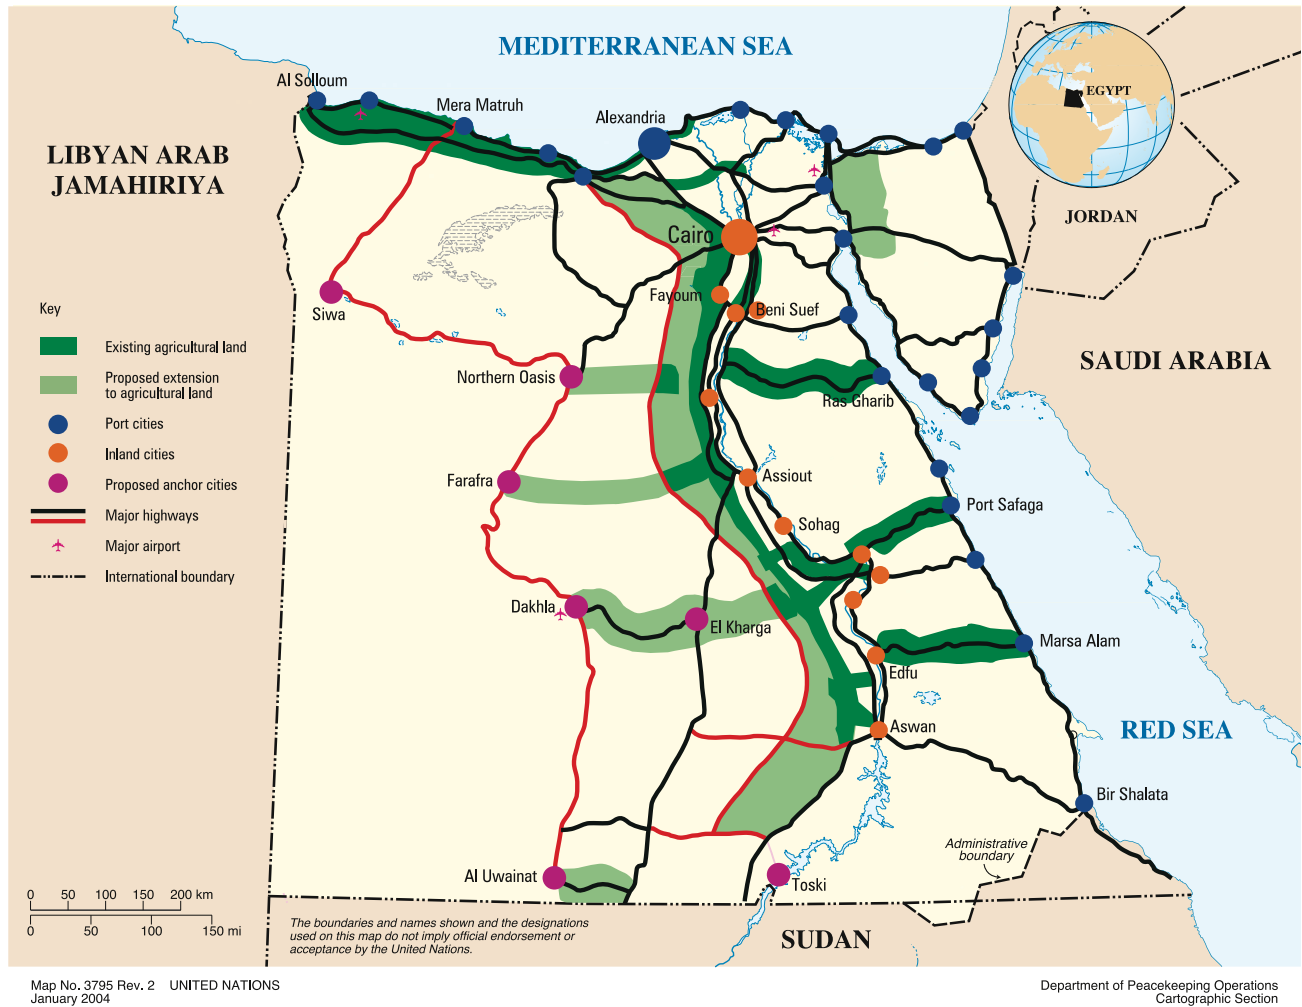 MEDITERRANEAN SEA
EGYPT
Al Solloum
Mera Matruh
Alexandria
LIBYAN ARAB
JAMAHIRIYA
JORDAN
Cairo
Siwa
Fayoum
Beni Suef
SAUDI ARABIA
Northern Oasis
Ras Gharib
Farafra
Assiout
Port Safaga
Sohag
Dakhla
El Kharga
Marsa Alam
Edfu
Aswan
RED SEA
Bir Shalata
Administrative
boundary
Al Uwainat
Toski
SUDAN
Key
Existing agricultural land
Proposed extension
to agricultural land
Port cities
Inland cities
Proposed anchor cities
Major highways
Major airport
International boundary
0 50 100 150 200 km
0 50 100 150 mi
The boundaries and names shown and the designations
used on this map do not imply official endorsement or
acceptance by the United Nations.
Map No. 3795 Rev. 2 UNITED NATIONS
January 2004
Department of Peacekeeping Operations
Cartographic Section